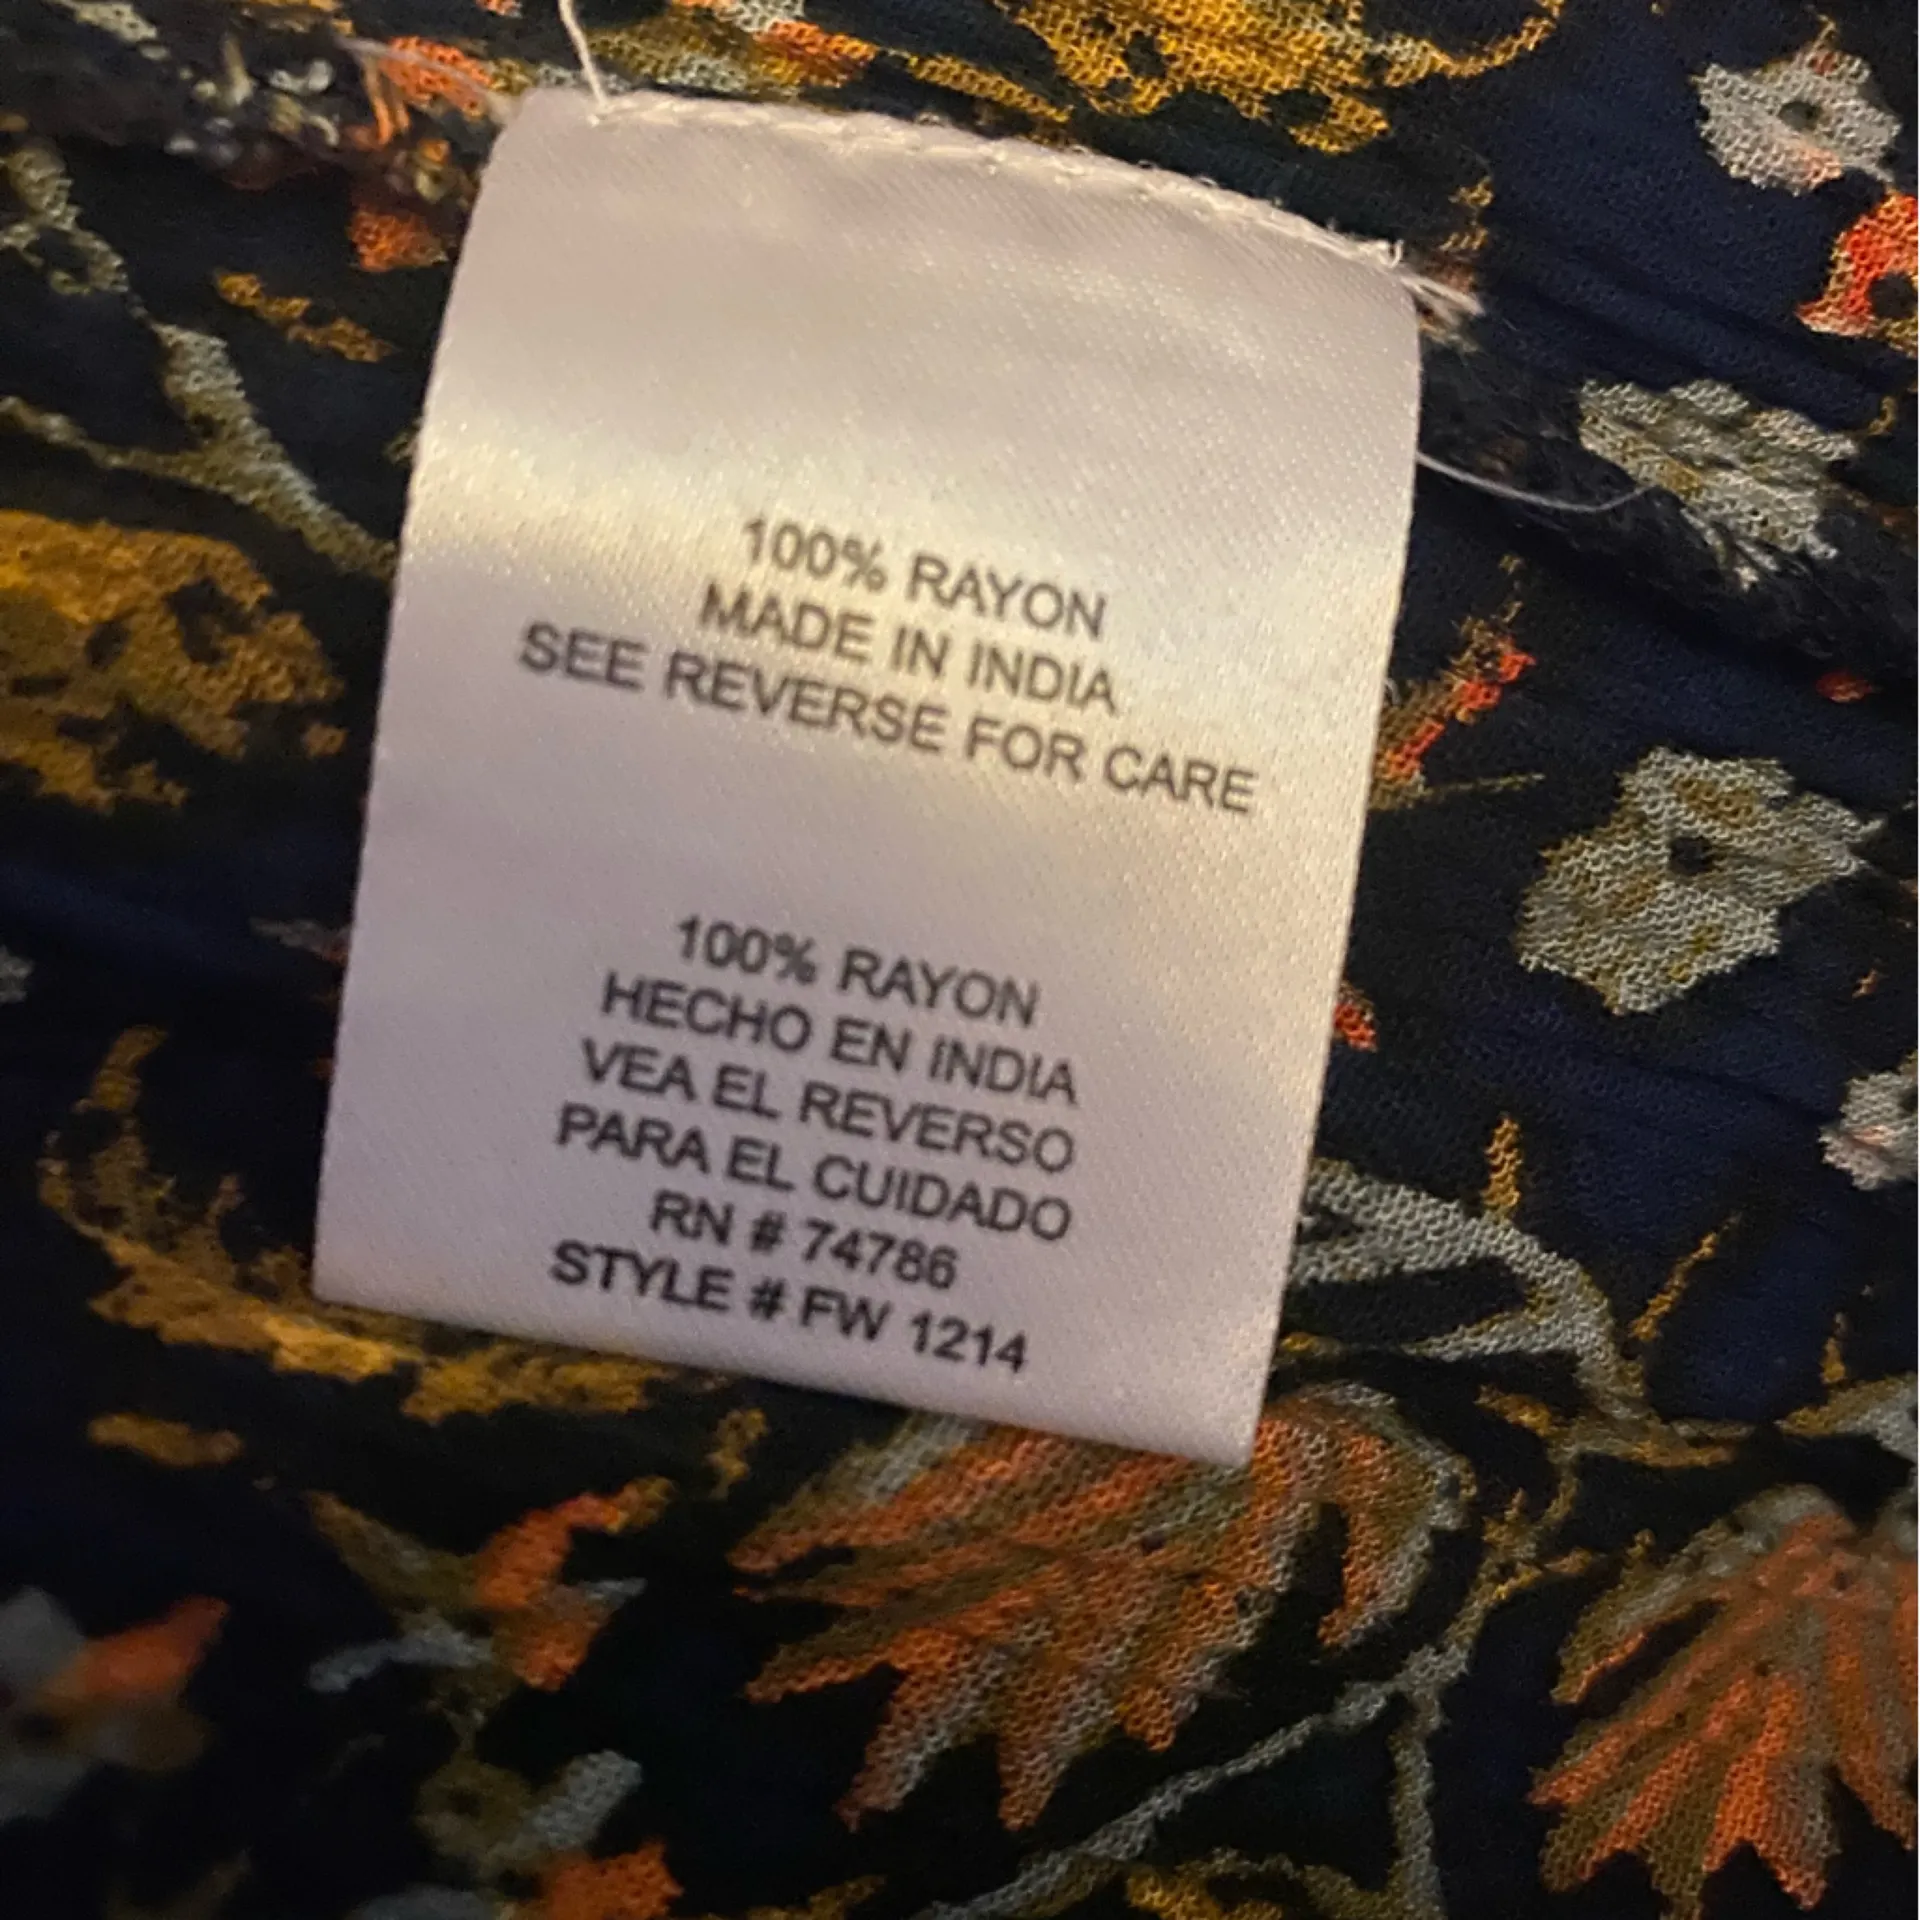 100% RAYON
MADE IN INDIA
SEE REVERSE FOR CARE
100% RAYON
HECHO EN INDIA
VEA EL REVERSO
PARA EL CUIDADO
RN # 74786
STYLE # FW 1214